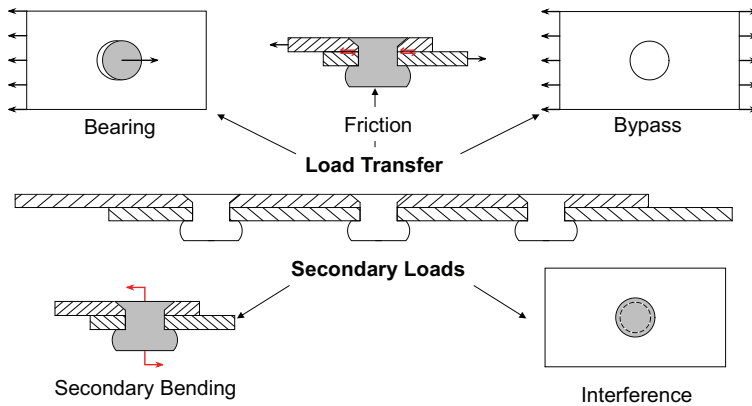 Bearing
Friction
Bypass
Load Transfer
Secondary Loads
Secondary Bending
Interference